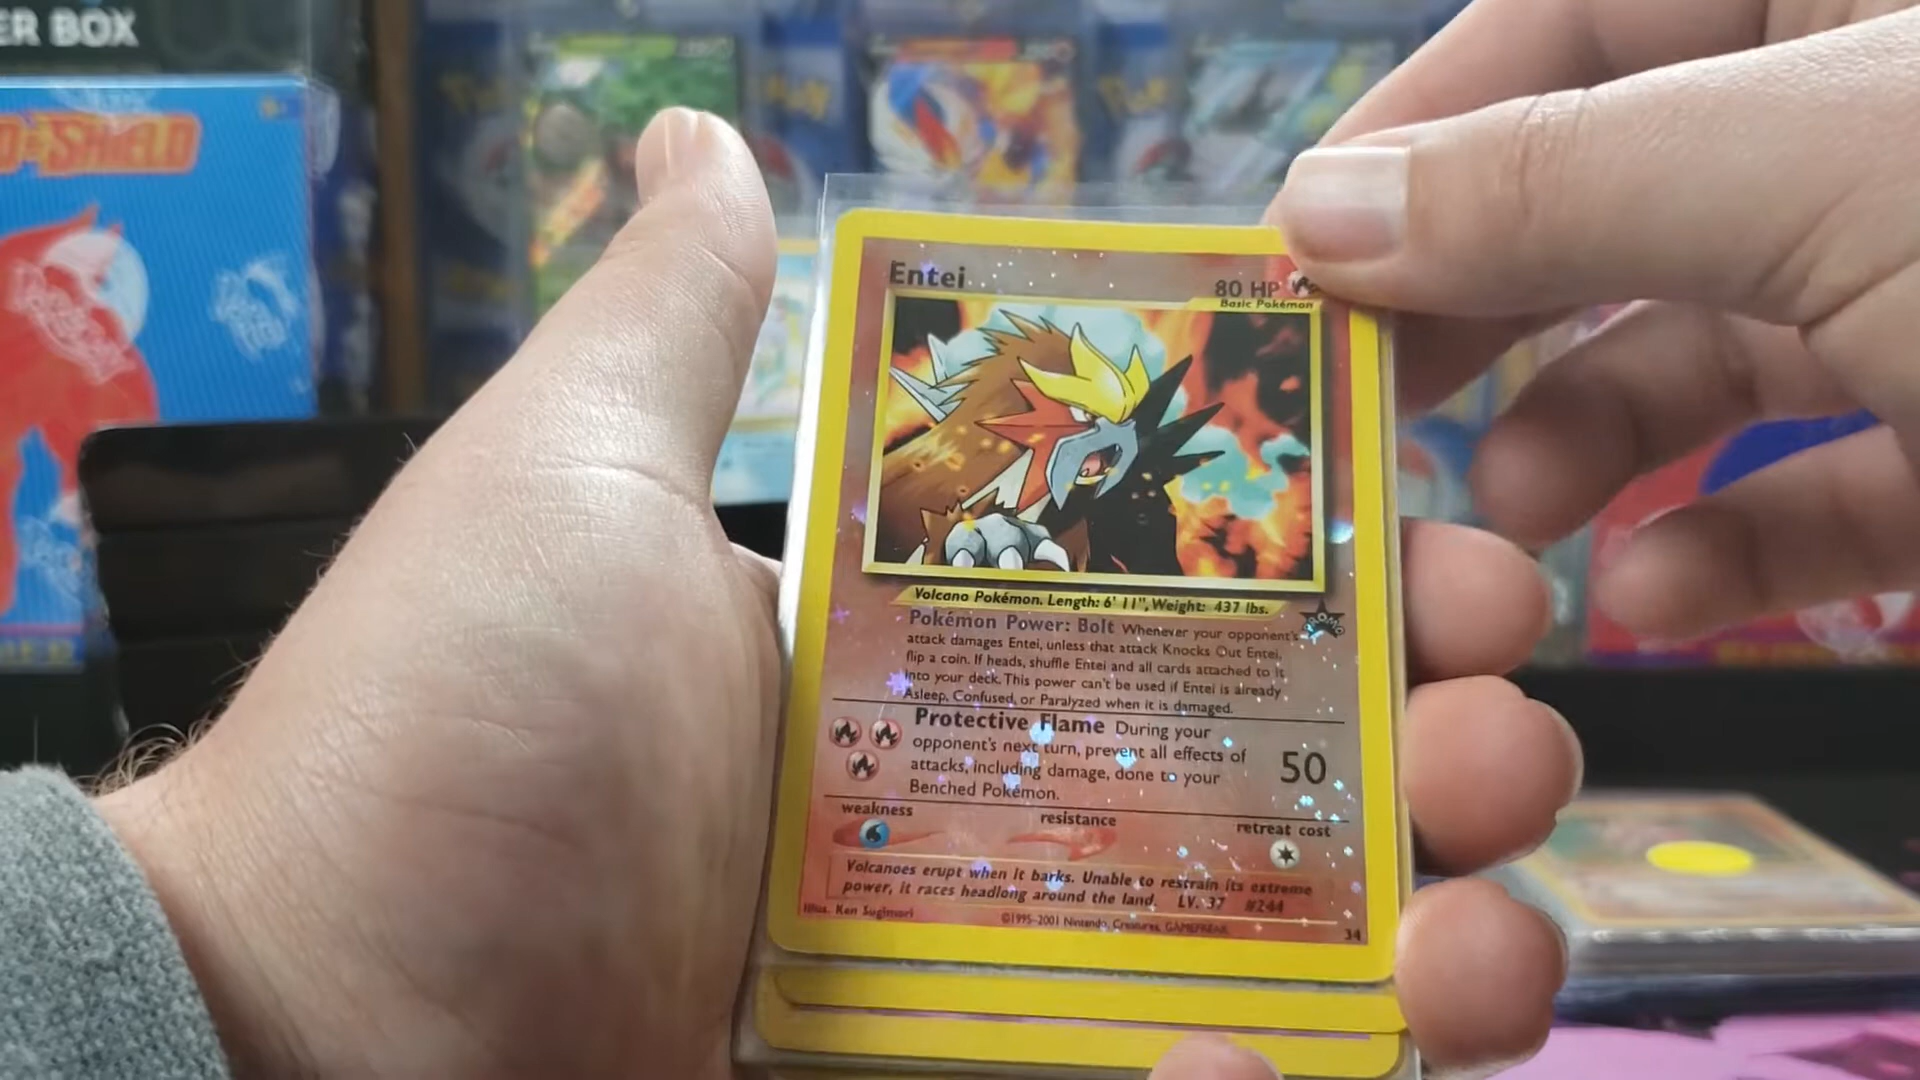 ER BOX
D & SHIELD
Entei
80 HP
Basic Pokémon
Volcano Pokémon. Length: 6' 11", Weight: 437 lbs.
PROMO
Pokémon Power: Bolt Whenever your opponent's
attack damages Entei, unless that attack Knocks Out Entei,
flip a coin. If heads, shuffle Entei and all cards attached to it
into your deck. This power can't be used if Entei is already
Asleep, Confused, or Paralyzed when it is damaged.
Protective Flame During your
opponent's next turn, prevent all effects of
attacks, including damage, done to your
Benched Pokémon.
50
weakness
resistance
retreat cost
Volcanoes erupt when it barks. Unable to restrain its extreme
power, it races headlong around the land. LV. 37 #244
Illus. Ken Sugimori
©1995-2001 Nintendo, Creatures, GAMEFREAK.
34